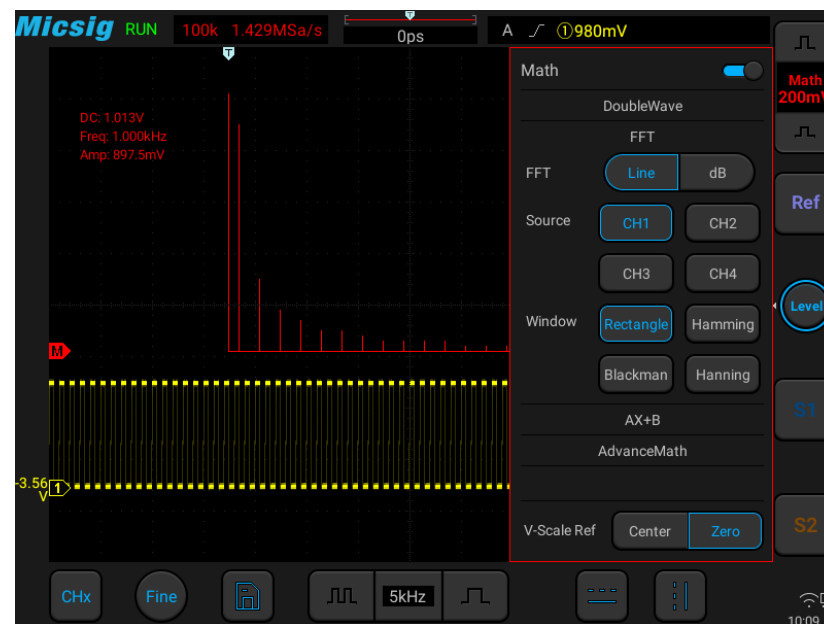 Micsig RUN 100k 1.429MSa/s 0ps A ①980mV
T
DC: 1.013V
Freq: 1.000kHz
Amp: 897.5mV
M
-3.56
V
1
Math
DoubleWave
FFT
FFT Line dB
Source CH1 CH2
CH3 CH4
Window Rectangle Hamming
Blackman Hanning
AX+B
AdvanceMath
V-Scale Ref Center Zero
Math
200m
Ref
Level
S1
S2
CHx Fine 5kHz
10:09